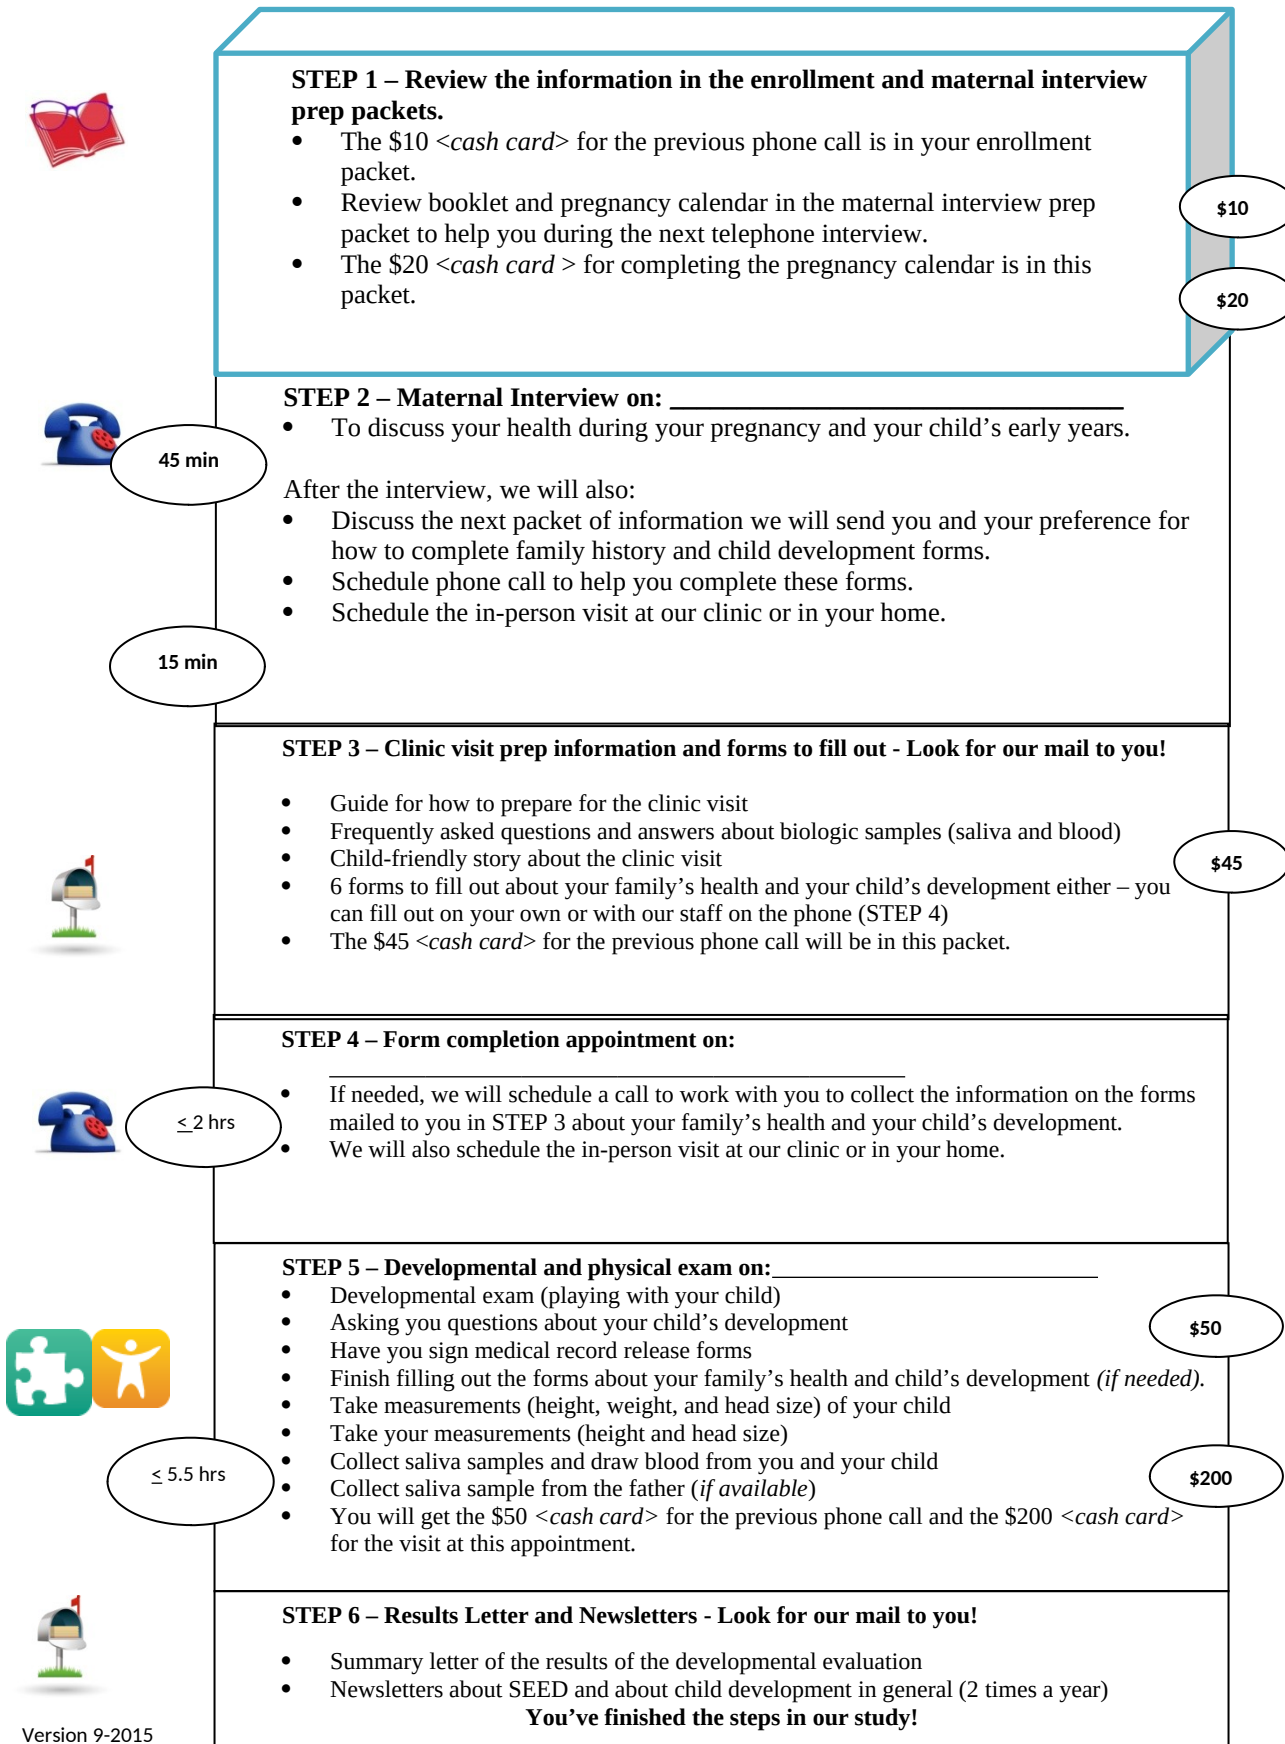 STEP 1 – Review the information in the enrollment and maternal interview
prep packets.
• The $10 <cash card> for the previous phone call is in your enrollment
packet.
• Review booklet and pregnancy calendar in the maternal interview prep
packet to help you during the next telephone interview.
• The $20 <cash card > for completing the pregnancy calendar is in this
packet.
$10
$20
STEP 2 – Maternal Interview on: ___________________________________
• To discuss your health during your pregnancy and your child’s early years.
45 min
After the interview, we will also:
• Discuss the next packet of information we will send you and your preference for
how to complete family history and child development forms.
• Schedule phone call to help you complete these forms.
• Schedule the in-person visit at our clinic or in your home.
15 min
STEP 3 – Clinic visit prep information and forms to fill out - Look for our mail to you!
• Guide for how to prepare for the clinic visit
• Frequently asked questions and answers about biologic samples (saliva and blood)
• Child-friendly story about the clinic visit
• 6 forms to fill out about your family’s health and your child’s development either – you
can fill out on your own or with our staff on the phone (STEP 4)
• The $45 <cash card> for the previous phone call will be in this packet.
$45
STEP 4 – Form completion appointment on:
________________________________________________
• If needed, we will schedule a call to work with you to collect the information on the forms
mailed to you in STEP 3 about your family’s health and your child’s development.
• We will also schedule the in-person visit at our clinic or in your home.
< 2 hrs
STEP 5 – Developmental and physical exam on:___________________________
• Developmental exam (playing with your child)
• Asking you questions about your child’s development
• Have you sign medical record release forms
• Finish filling out the forms about your family’s health and child’s development (if needed).
• Take measurements (height, weight, and head size) of your child
• Take your measurements (height and head size)
• Collect saliva samples and draw blood from you and your child
• Collect saliva sample from the father (if available)
• You will get the $50 <cash card> for the previous phone call and the $200 <cash card>
for the visit at this appointment.
$50
$200
< 5.5 hrs
STEP 6 – Results Letter and Newsletters - Look for our mail to you!
• Summary letter of the results of the developmental evaluation
• Newsletters about SEED and about child development in general (2 times a year)
You’ve finished the steps in our study!
Version 9-2015